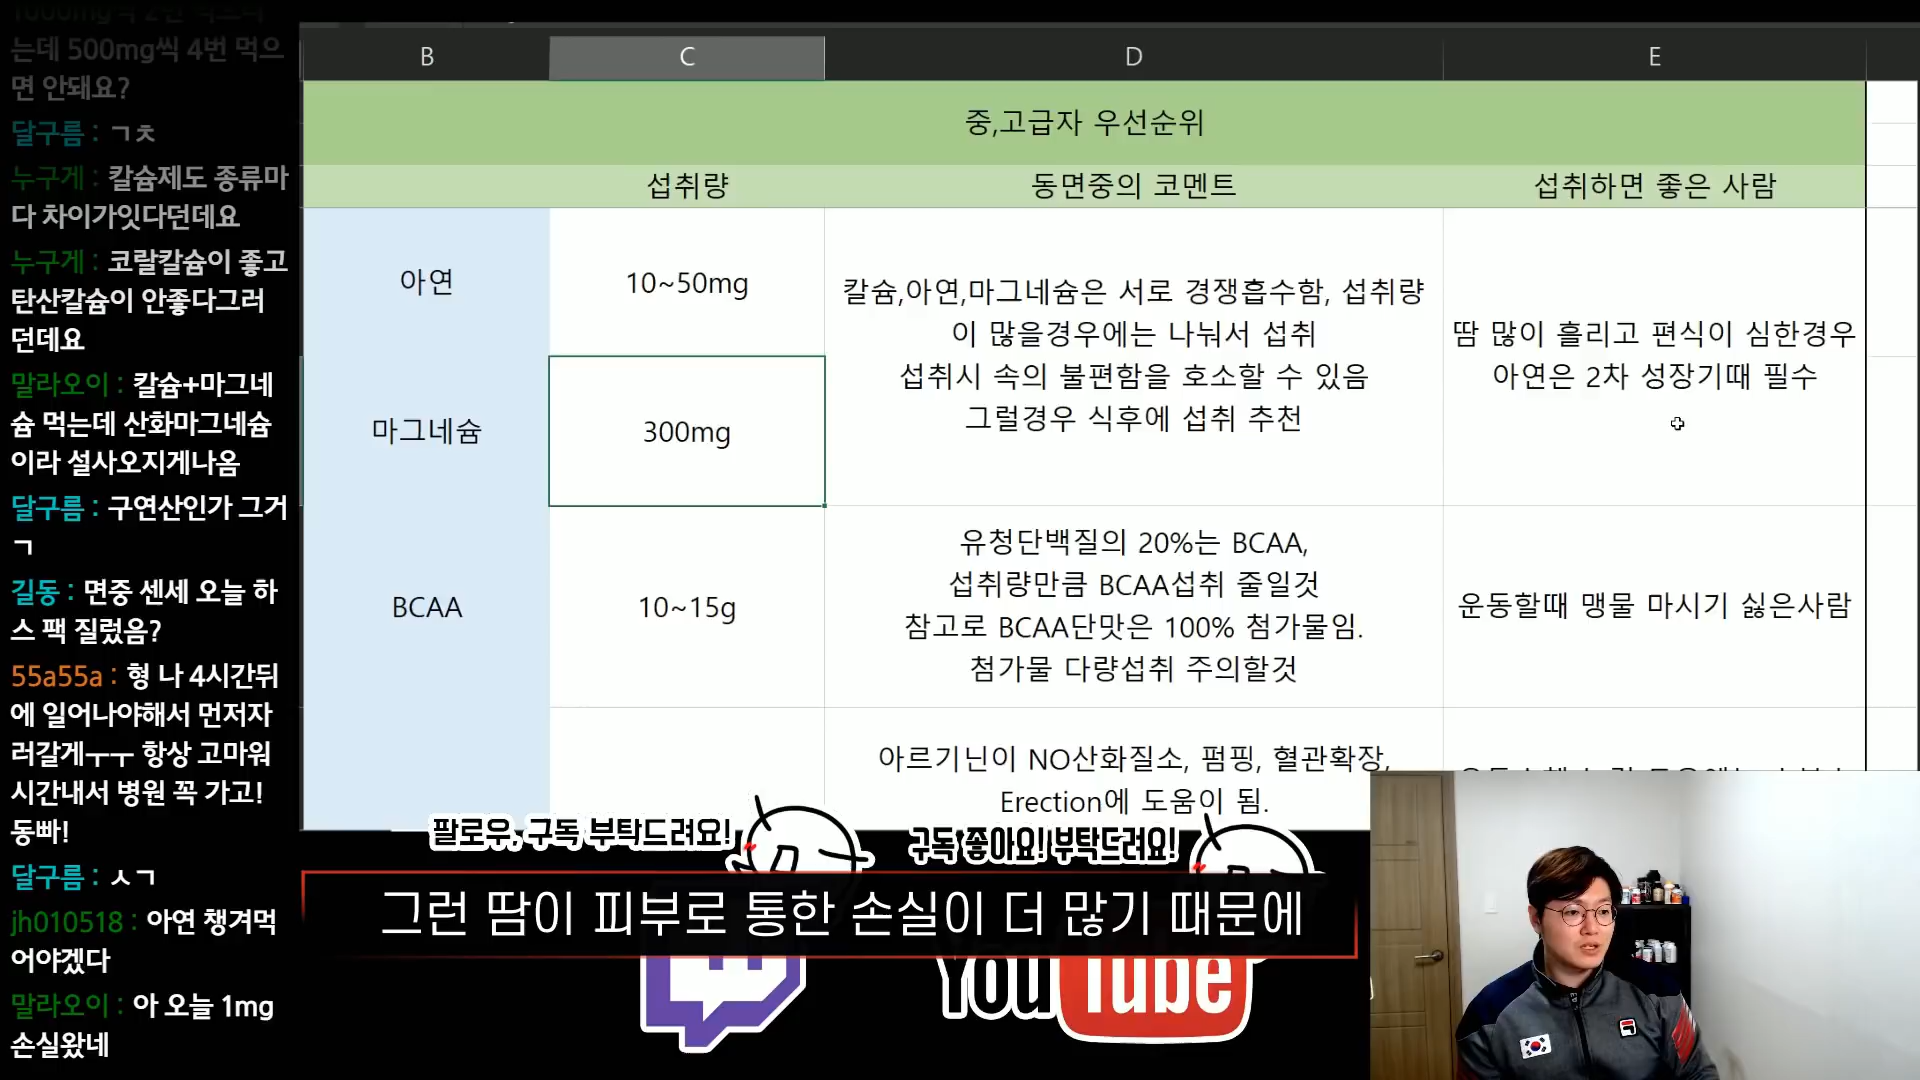 는데 500mg씩 4번 먹으
면 안돼요?
달구름 : ㄱㅊ
누구게 : 칼슘제도 종류마
다 차이가잇다던데요
누구게 : 코랄칼슘이 좋고
탄산칼슘이 안좋다그러
던데요
말라오이 : 칼슘+마그네
슘 먹는데 산화마그네슘
이라 설사오지게나옴
달구름 : 구연산인가 그거
ㄱ
길동 : 면중 센세 오늘 하
스 팩 질렀음?
55a55a : 형 나 4시간뒤
에 일어나야해서 먼저자
러갈게ㅜㅜ 항상 고마워
시간내서 병원 꼭 가고!
동빠!
달구름 : ㅅㄱ
jh010518 : 아연 챙겨먹
어야겠다
말라오이 : 아 오늘 1mg
손실왔네
B C D E
중,고급자 우선순위
섭취량 동면중의 코멘트 섭취하면 좋은 사람
아연 10~50mg
칼슘,아연,마그네슘은 서로 경쟁흡수함, 섭취량
이 많을경우에는 나눠서 섭취
섭취시 속의 불편함을 호소할 수 있음
그럴경우 식후에 섭취 추천
땀 많이 흘리고 편식이 심한경우
아연은 2차 성장기때 필수
마그네슘 300mg
BCAA 10~15g
유청단백질의 20%는 BCAA,
섭취량만큼 BCAA섭취 줄일것
참고로 BCAA단맛은 100% 첨가물임.
첨가물 다량섭취 주의할것
운동할때 맹물 마시기 싫은사람
아르기닌이 NO산화질소, 펌핑, 혈관확장,
Erection에 도움이 됨.
팔로우, 구독 부탁드려요!
구독 좋아요! 부탁드려요!
그런 땀이 피부로 통한 손실이 더 많기 때문에
YouTube